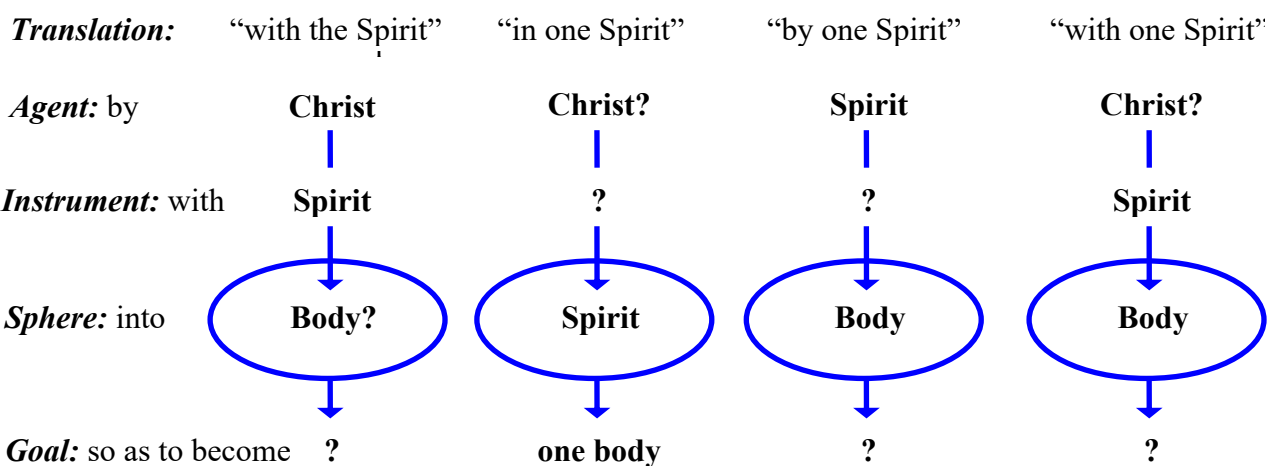 Translation: “with the Spirit” “in one Spirit” “by one Spirit” “with one Spirit”
Agent: by Christ Christ? Spirit Christ?
Instrument: with Spirit ? ? Spirit
Sphere: into Body? Spirit Body Body
Goal: so as to become ? one body ? ?